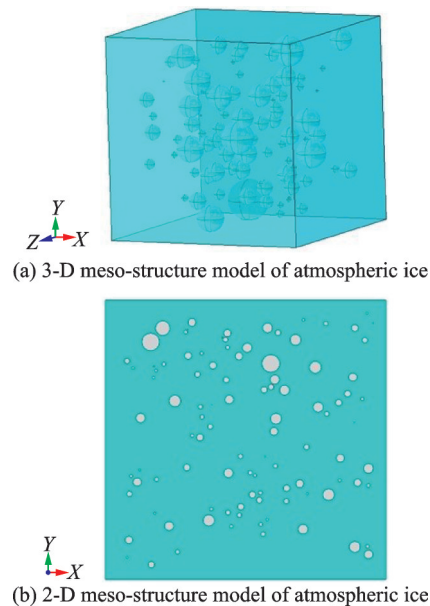 Y
Z X
(a) 3-D meso-structure model of atmospheric ice
Y
X
(b) 2-D meso-structure model of atmospheric ice